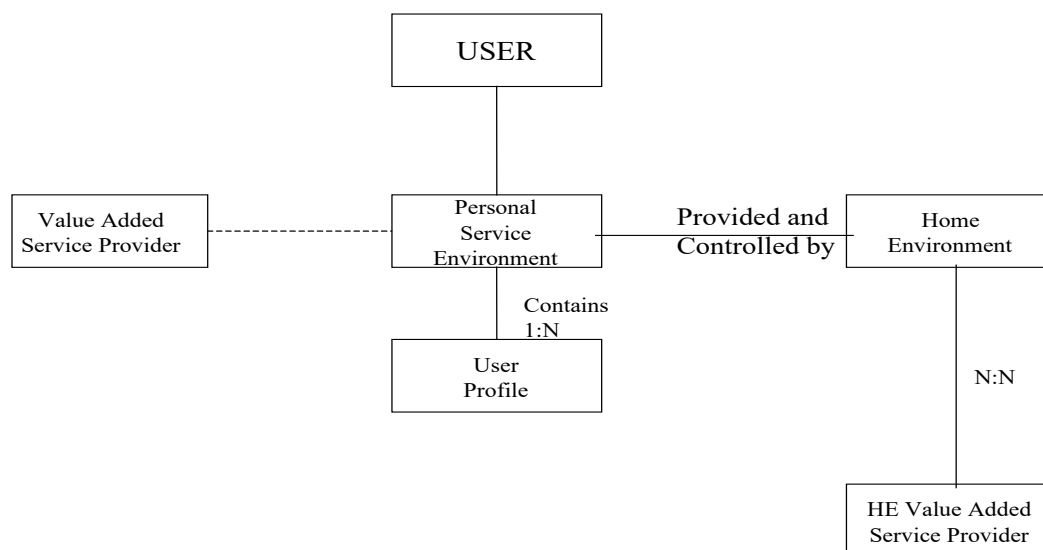 USER
Value Added
Service Provider
Personal
Service
Environment
Provided and
Controlled by
Home
Environment
Contains
1:N
User
Profile
N:N
HE Value Added
Service Provider